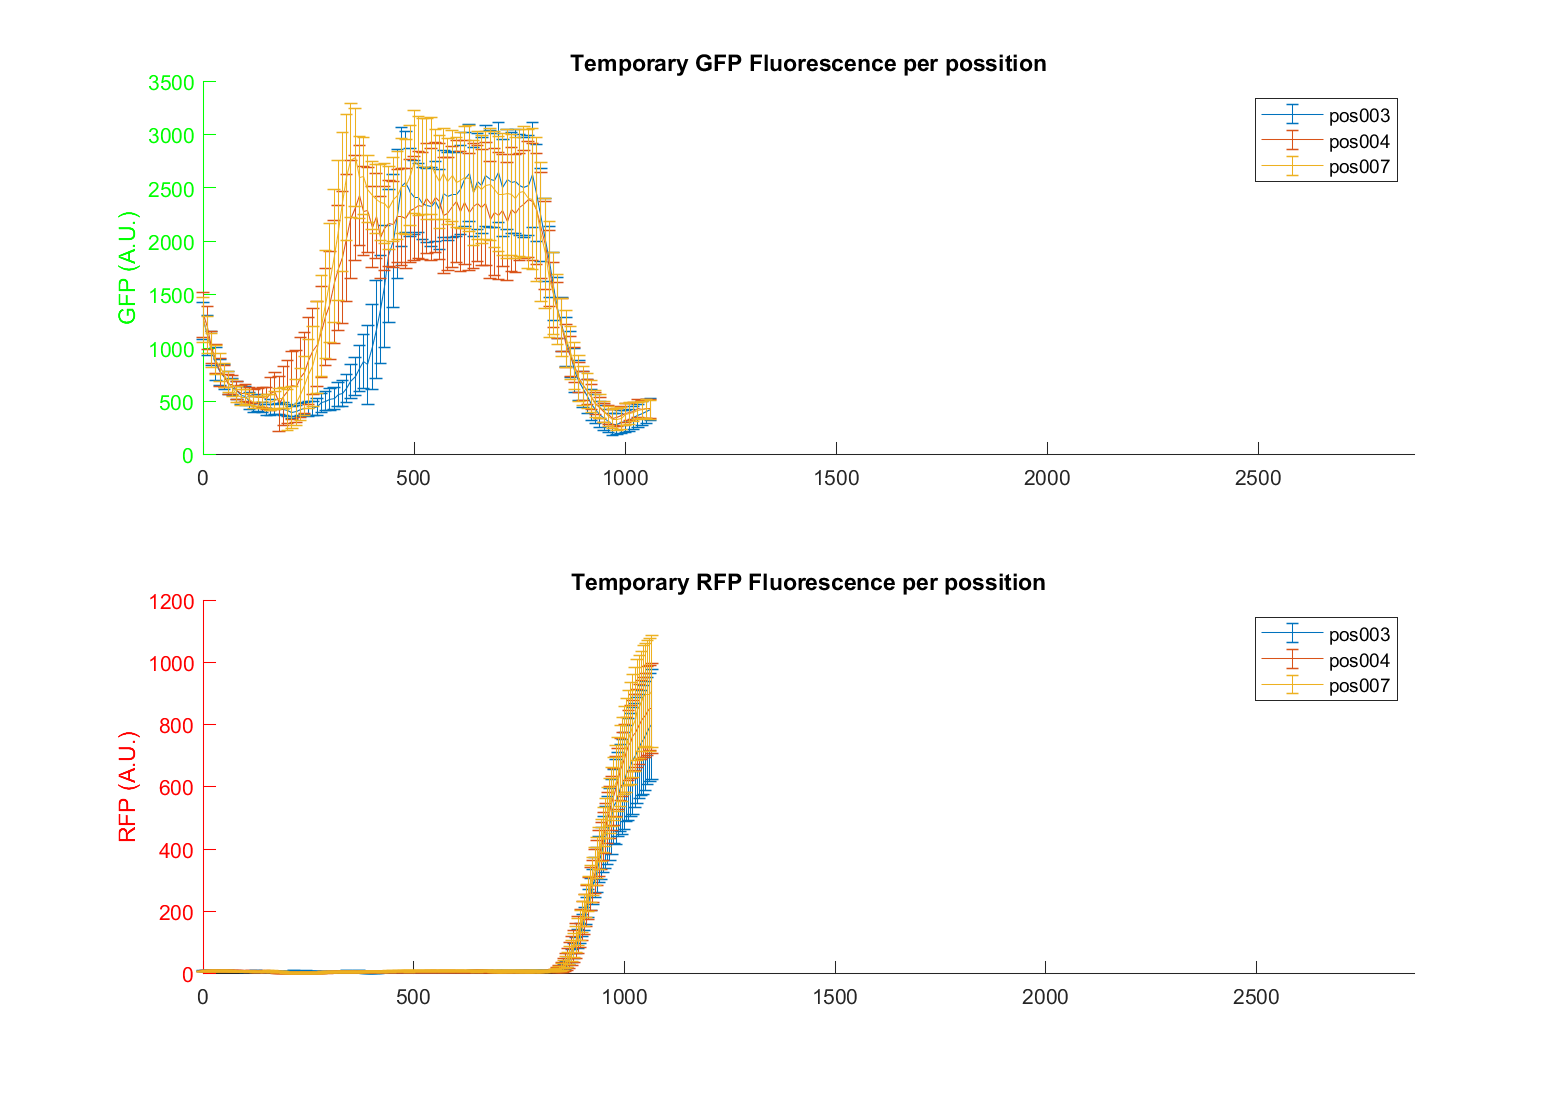 Temporary GFP Fluorescence per possition
GFP (A.U.)
3500
3000
2500
2000
1500
1000
500
0
0 500 1000 1500 2000 2500
pos003
pos004
pos007
Temporary RFP Fluorescence per possition
RFP (A.U.)
1200
1000
800
600
400
200
0
0 500 1000 1500 2000 2500
pos003
pos004
pos007